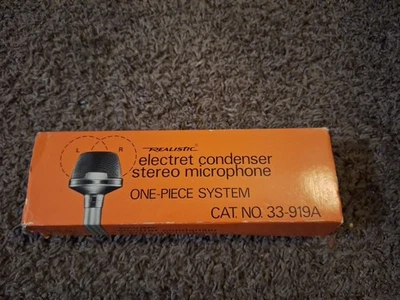 L R
REALISTIC
electret condenser
stereo microphone
ONE-PIECE SYSTEM
CAT. NO. 33-919A